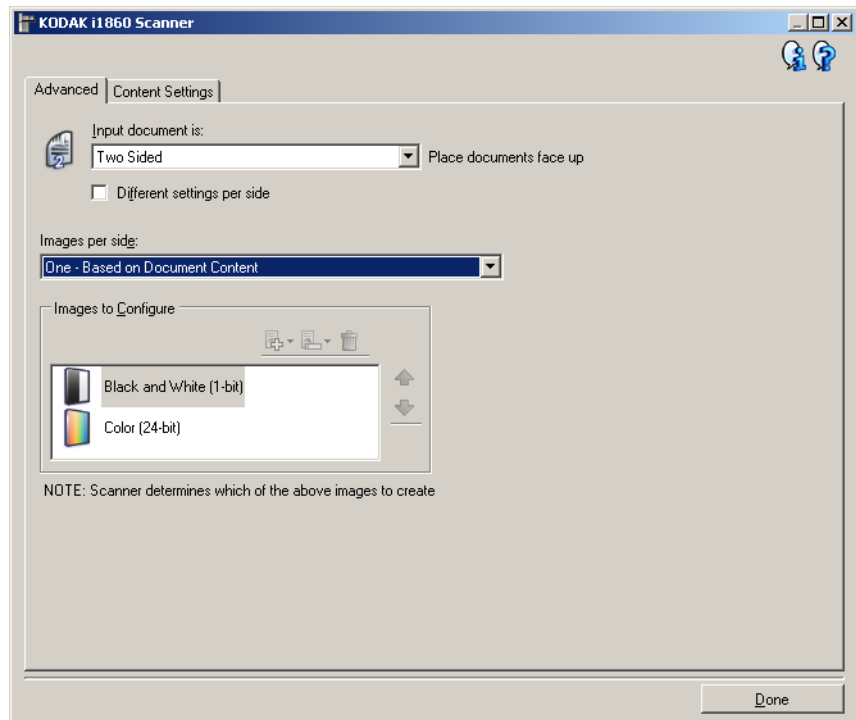 KODAK i1860 Scanner
Advanced
Content Settings
Input document is:
Two Sided
Place documents face up
Different settings per side
Images per side:
One - Based on Document Content
Images to Configure
Black and White (1-bit)
Color (24-bit)
NOTE: Scanner determines which of the above images to create
Done